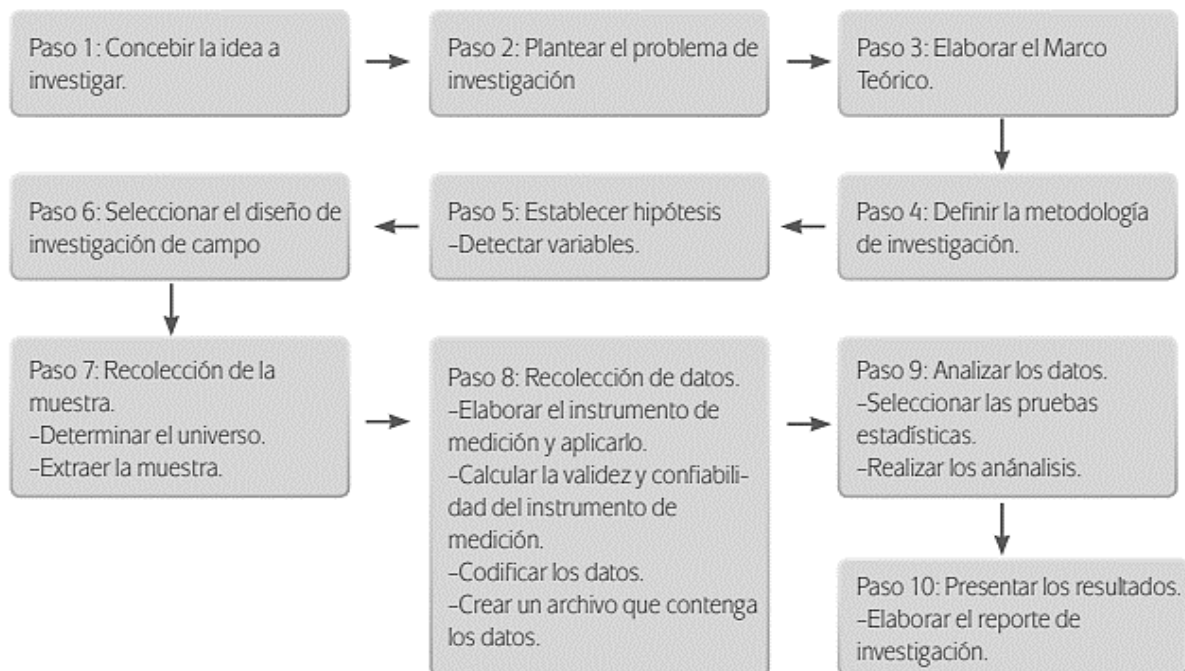 Paso 1: Concebir la idea a
investigar.
Paso 2: Plantear el problema de
investigación
Paso 3: Elaborar el Marco
Teórico.
Paso 4: Definir la metodología
de investigación.
Paso 5: Establecer hipótesis
–Detectar variables.
Paso 6: Seleccionar el diseño de
investigación de campo
Paso 7: Recolección de la
muestra.
–Determinar el universo.
–Extraer la muestra.
Paso 8: Recolección de datos.
–Elaborar el instrumento de
medición y aplicarlo.
–Calcular la validez y confiabili-
dad del instrumento de
medición.
–Codificar los datos.
–Crear un archivo que contenga
los datos.
Paso 9: Analizar los datos.
–Seleccionar las pruebas
estadísticas.
–Realizar los anánalisis.
Paso 10: Presentar los resultados.
–Elaborar el reporte de
investigación.